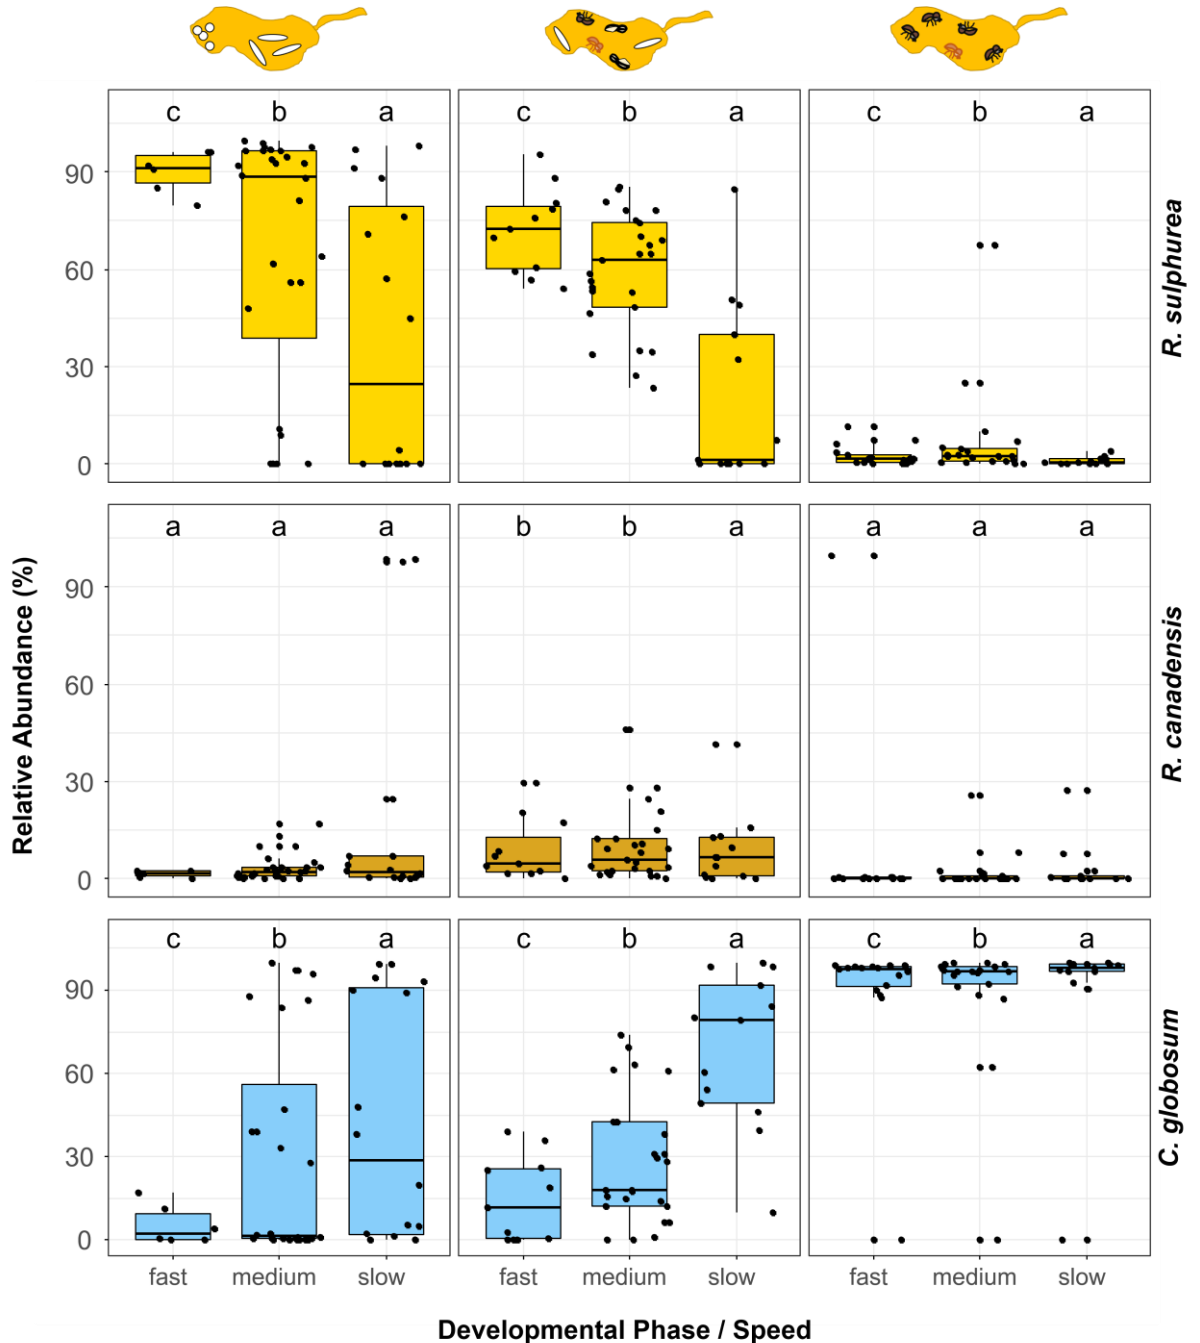 c b a c b a c b a
90
60
30
0
R. sulphurea
a a a b b a a a a
90
60
30
0
R. canadensis
Relative Abundance (%)
c b a c b a c b a
90
60
30
0
C. globosum
fast medium slow fast medium slow fast medium slow
Developmental Phase / Speed